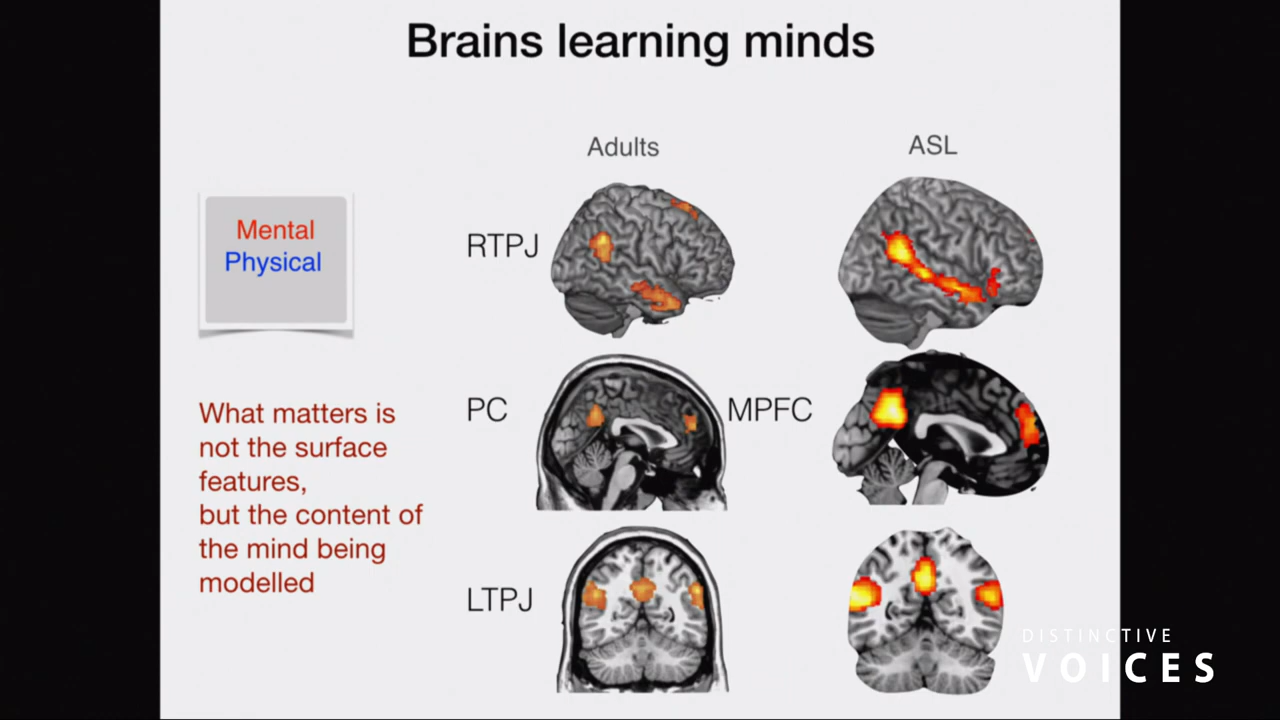 Brains learning minds
Adults
ASL
Mental
Physical
RTPJ
PC
MPFC
What matters is
not the surface
features,
but the content of
the mind being
modelled
LTPJ
DISTINCTIVE
VOICES